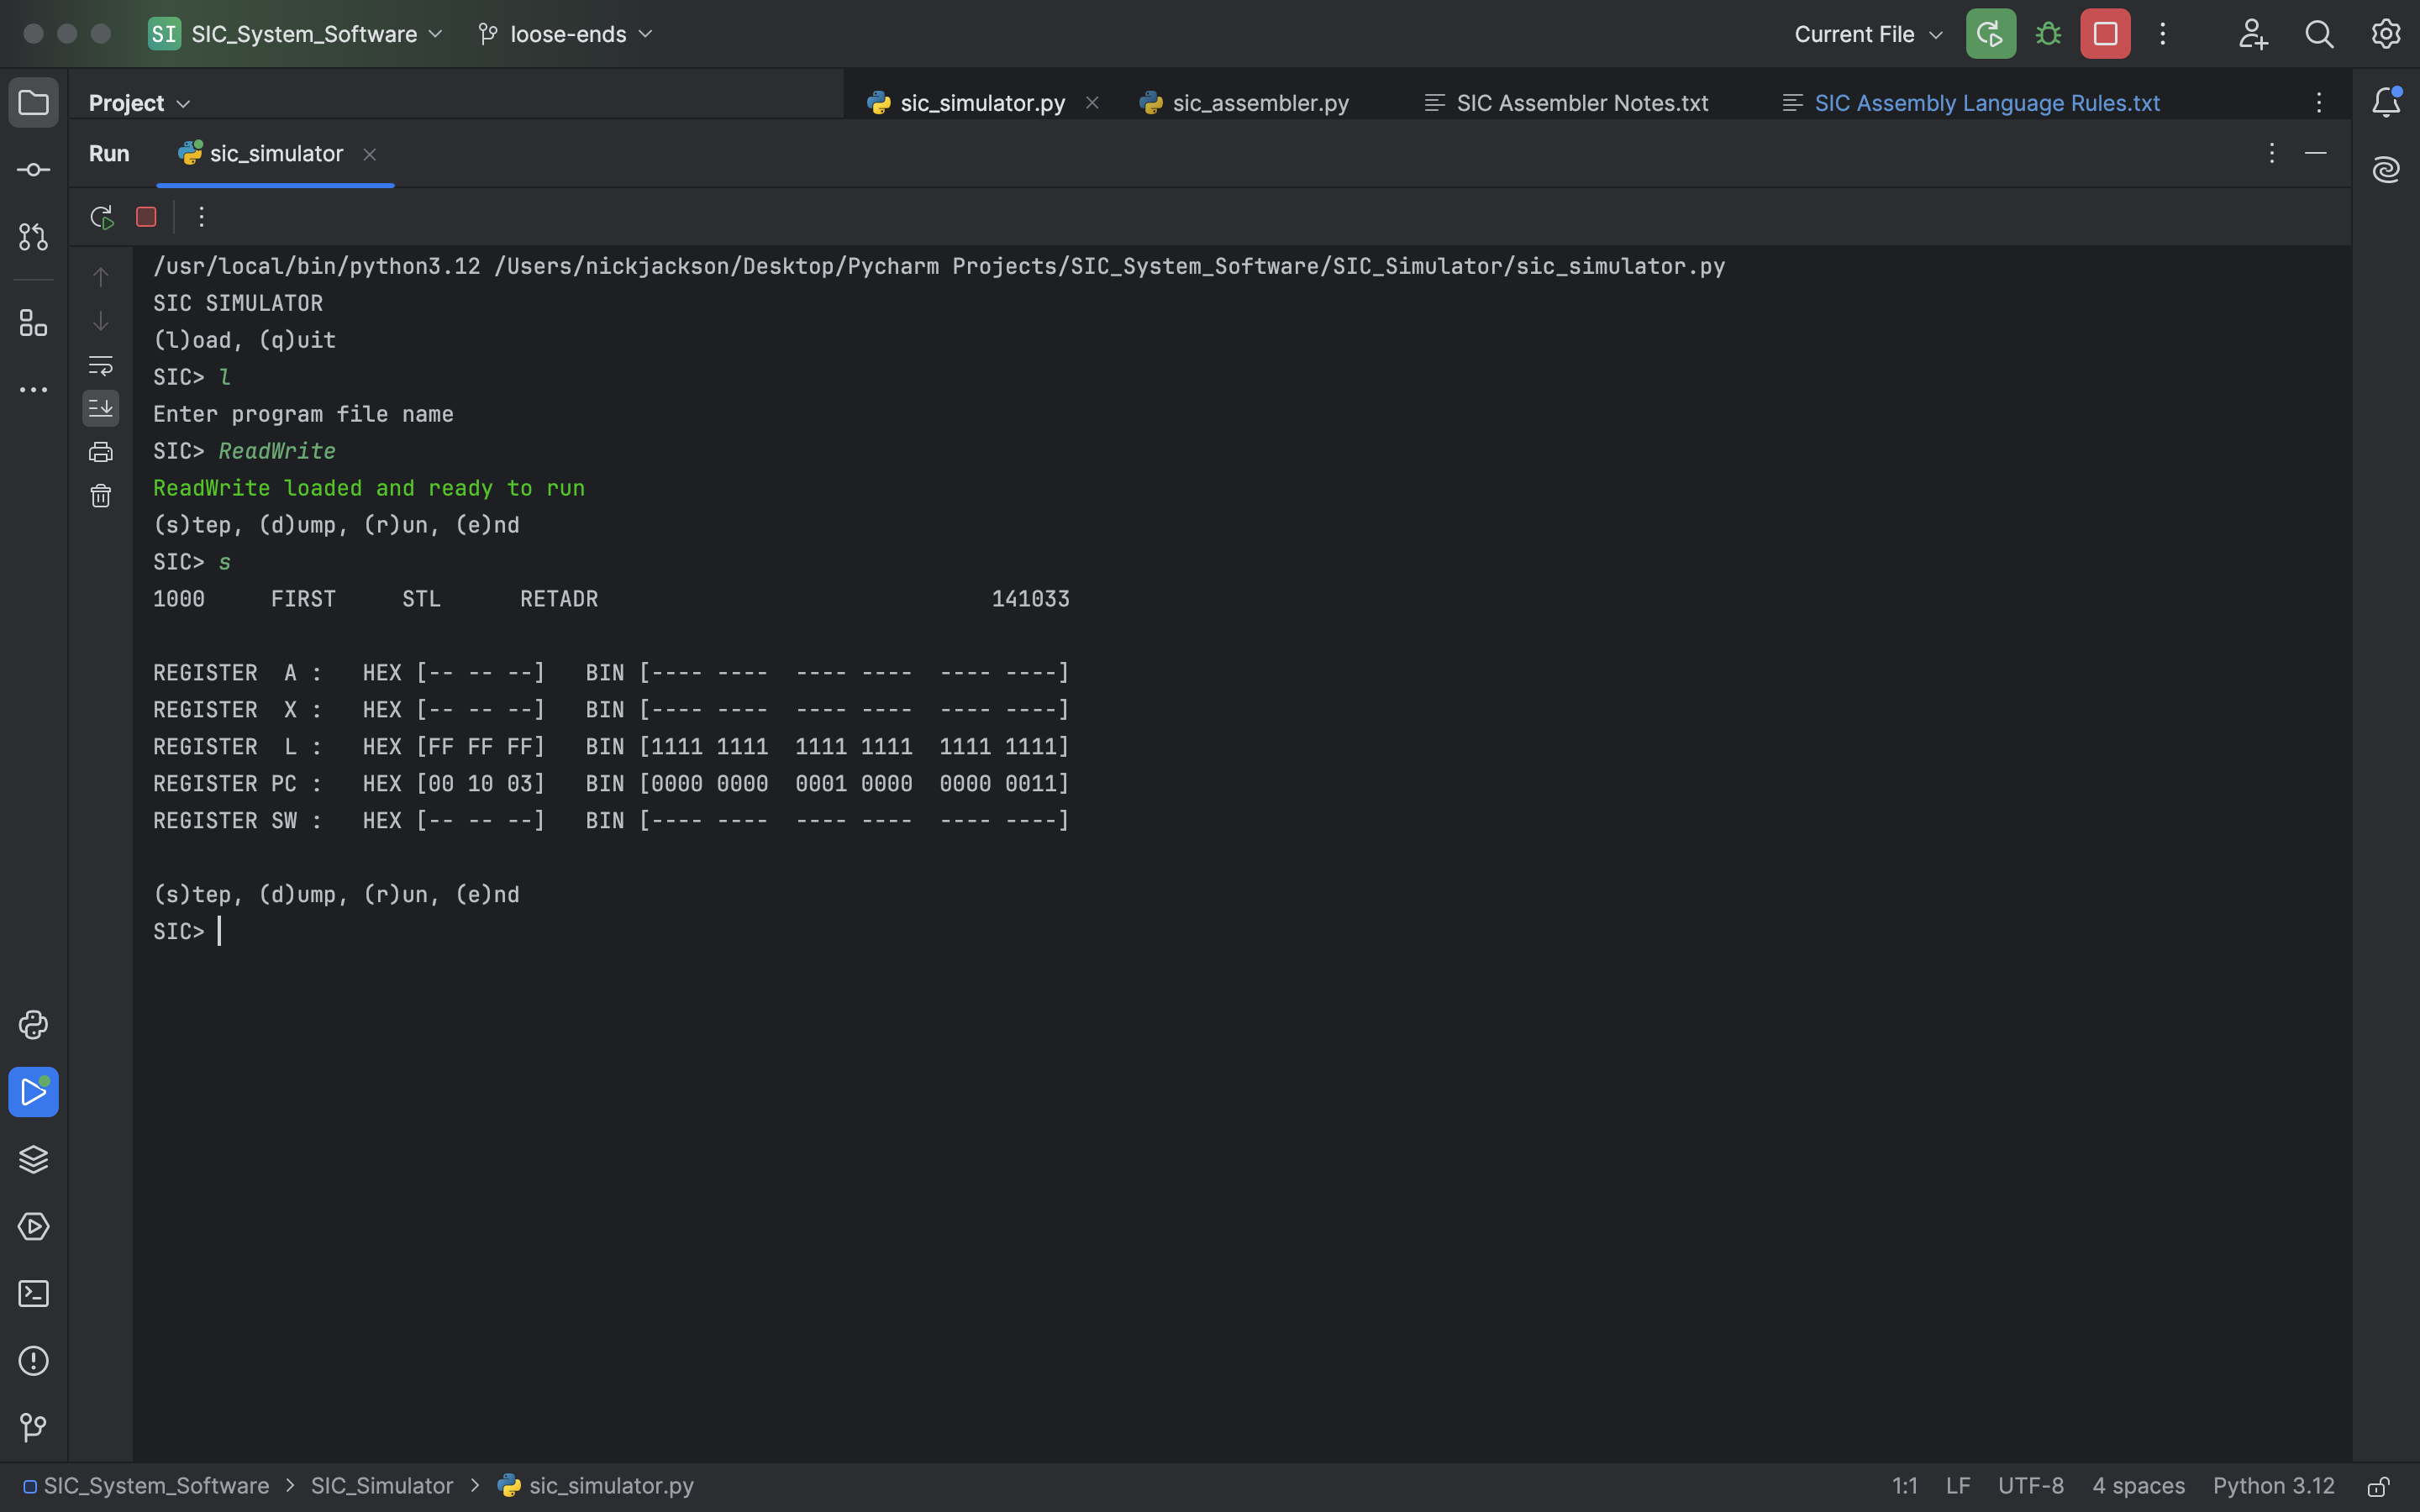 SI SIC_System_Software loose-ends Current File
Project sic_simulator.py sic_assembler.py SIC Assembler Notes.txt SIC Assembly Language Rules.txt
Run sic_simulator
/usr/local/bin/python3.12 /Users/nickjackson/Desktop/Pycharm Projects/SIC_System_Software/SIC_Simulator/sic_simulator.py
SIC SIMULATOR
(l)oad, (q)uit
SIC> l
Enter program file name
SIC> ReadWrite
ReadWrite loaded and ready to run
(s)tep, (d)ump, (r)un, (e)nd
SIC> s
1000 FIRST STL RETADR 141033
REGISTER A : HEX [-- -- --] BIN [---- ---- ---- ---- ---- ----]
REGISTER X : HEX [-- -- --] BIN [---- ---- ---- ---- ---- ----]
REGISTER L : HEX [FF FF FF] BIN [1111 1111 1111 1111 1111 1111]
REGISTER PC : HEX [00 10 03] BIN [0000 0000 0001 0000 0000 0011]
REGISTER SW : HEX [-- -- --] BIN [---- ---- ---- ---- ---- ----]
(s)tep, (d)ump, (r)un, (e)nd
SIC>
SIC_System_Software > SIC_Simulator > sic_simulator.py 1:1 LF UTF-8 4 spaces Python 3.12